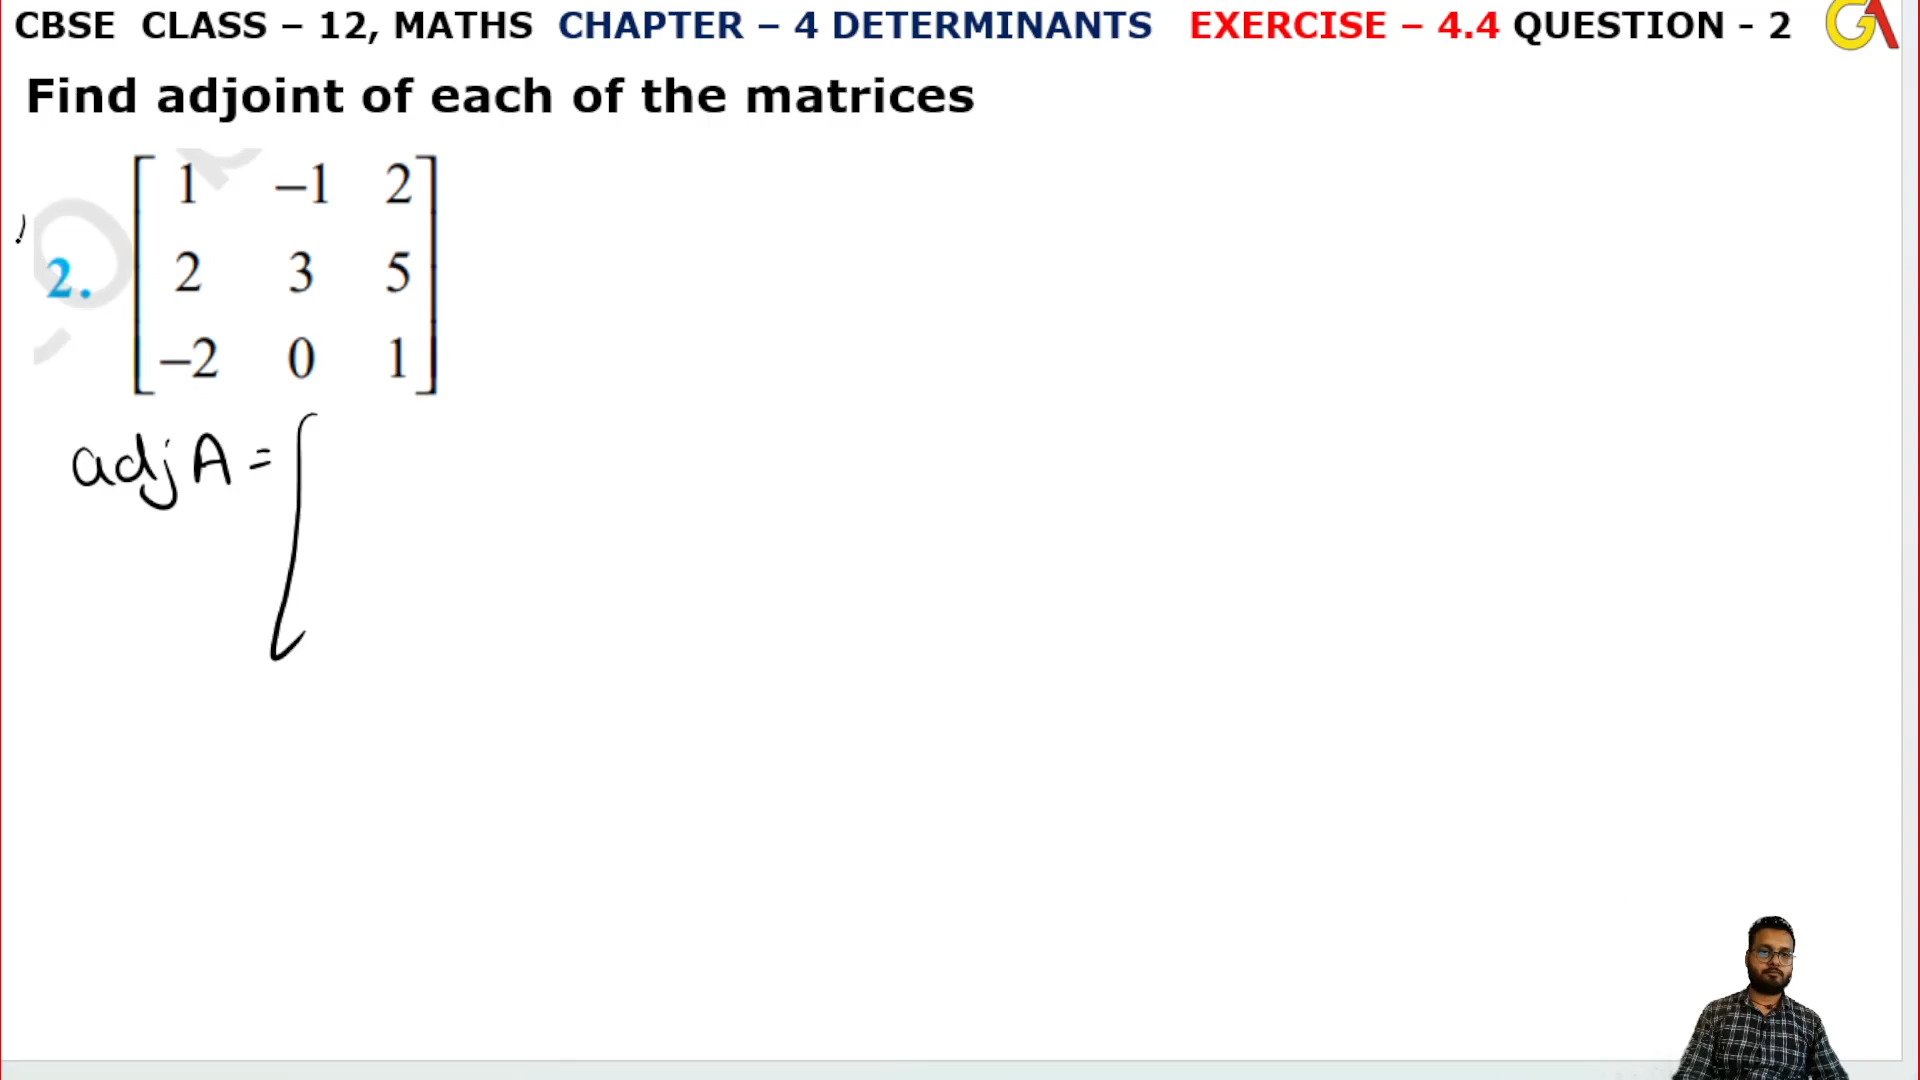 CBSE CLASS – 12, MATHS CHAPTER – 4 DETERMINANTS EXERCISE – 4.4 QUESTION - 2 GA
Find adjoint of each of the matrices
1 −1 2
2. 2 3 5
−2 0 1
adj A =